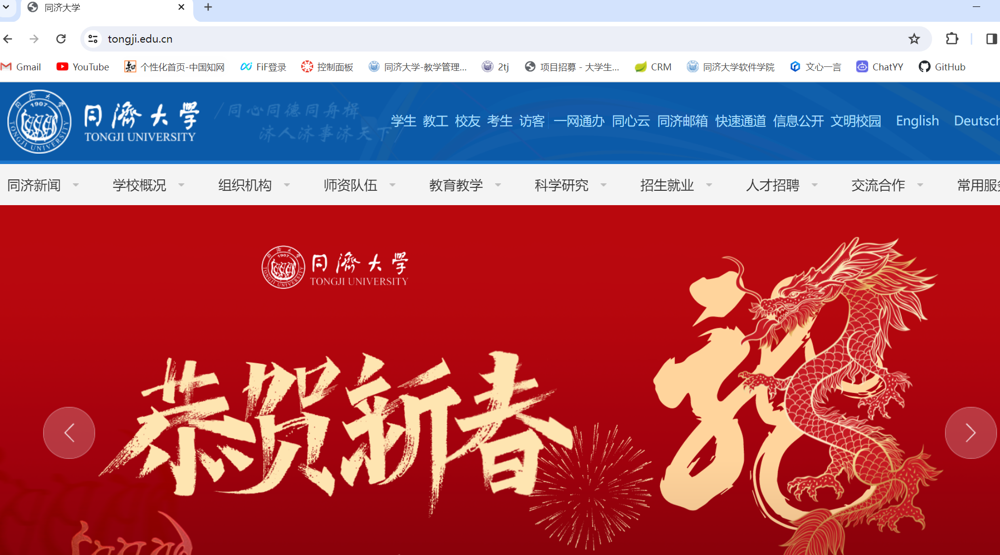 同济大学
tongji.edu.cn
Gmail YouTube 个性化首页-中国知网 FiF登录 控制面板 同济大学-教学管理... 2tj 项目招募 - 大学生... CRM 同济大学软件学院 文心一言 ChatYY GitHub
1907
TONGJI UNIVERSITY
同濟大學
TONGJI UNIVERSITY
同心同德同舟楫
济人济事济天下
学生 教工 校友 考生 访客 一网通办 同心云 同济邮箱 快速通道 信息公开 文明校园 English Deutsch
同济新闻 学校概况 组织机构 师资队伍 教育教学 科学研究 招生就业 人才招聘 交流合作 常用服务
1907
TONGJI UNIVERSITY
同濟大學
TONGJI UNIVERSITY
恭贺新春